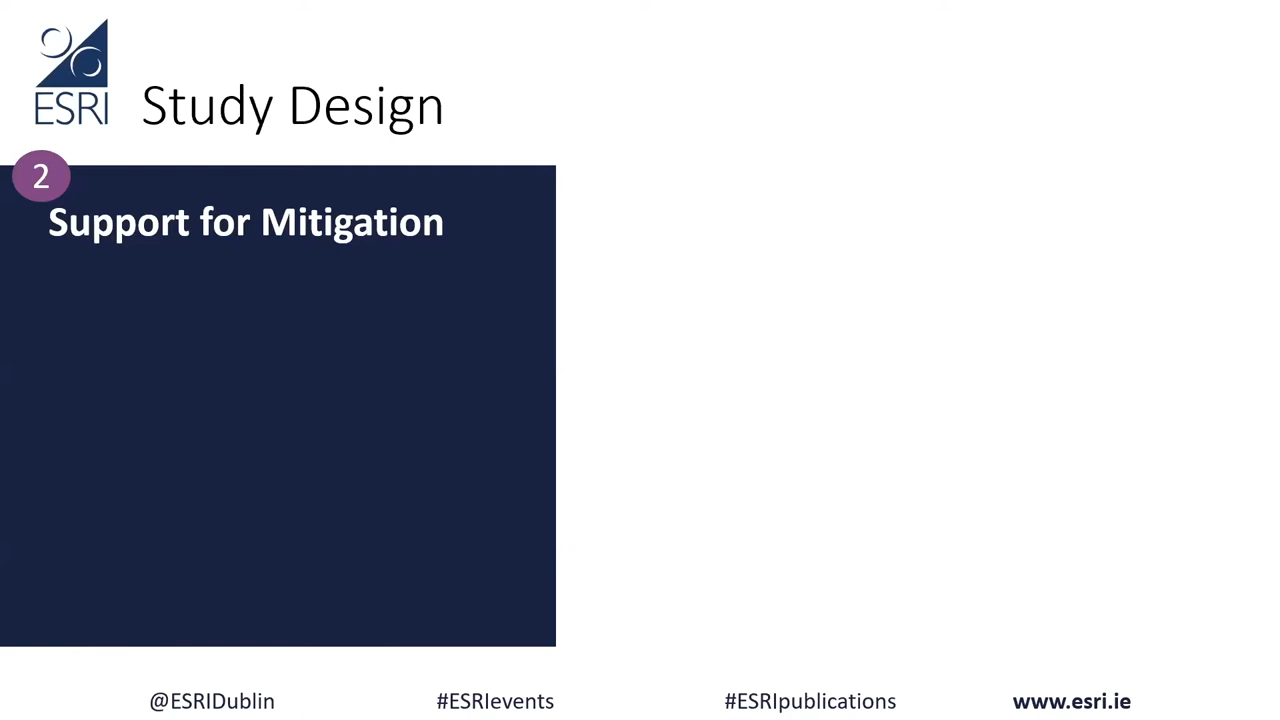 ESRI
Study Design
2
Support for Mitigation
@ESRIDublin
#ESRIevents
#ESRIpublications
www.esri.ie